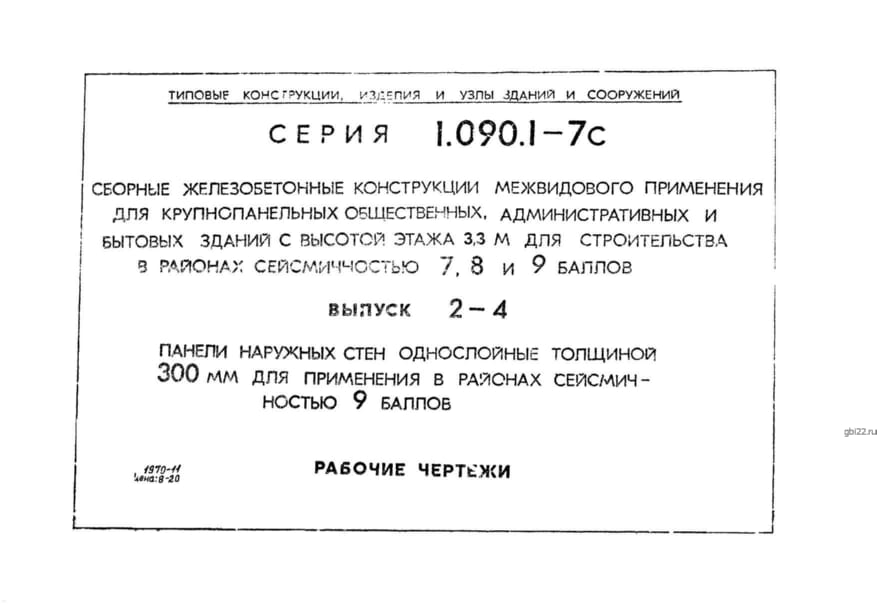 ТИПОВЫЕ КОНСТРУКЦИИ, ИЗДЕЛИЯ И УЗЛЫ ЗДАНИЙ И СООРУЖЕНИЙ
СЕРИЯ 1.090.1-7с
СБОРНЫЕ ЖЕЛЕЗОБЕТОННЫЕ КОНСТРУКЦИИ МЕЖВИДОВОГО ПРИМЕНЕНИЯ
ДЛЯ КРУПНОПАНЕЛЬНЫХ ОБЩЕСТВЕННЫХ, АДМИНИСТРАТИВНЫХ И
БЫТОВЫХ ЗДАНИЙ С ВЫСОТОЙ ЭТАЖА 3,3 М ДЛЯ СТРОИТЕЛЬСТВА
В РАЙОНАХ СЕЙСМИЧНОСТЬЮ 7, 8 И 9 БАЛЛОВ
ВЫПУСК 2-4
ПАНЕЛИ НАРУЖНЫХ СТЕН ОДНОСЛОЙНЫЕ ТОЛЩИНОЙ
300 ММ ДЛЯ ПРИМЕНЕНИЯ В РАЙОНАХ СЕЙСМИЧ-
НОСТЬЮ 9 БАЛЛОВ
gbi22.ru
РАБОЧИЕ ЧЕРТЕЖИ
1970-11
Цена: 8-20